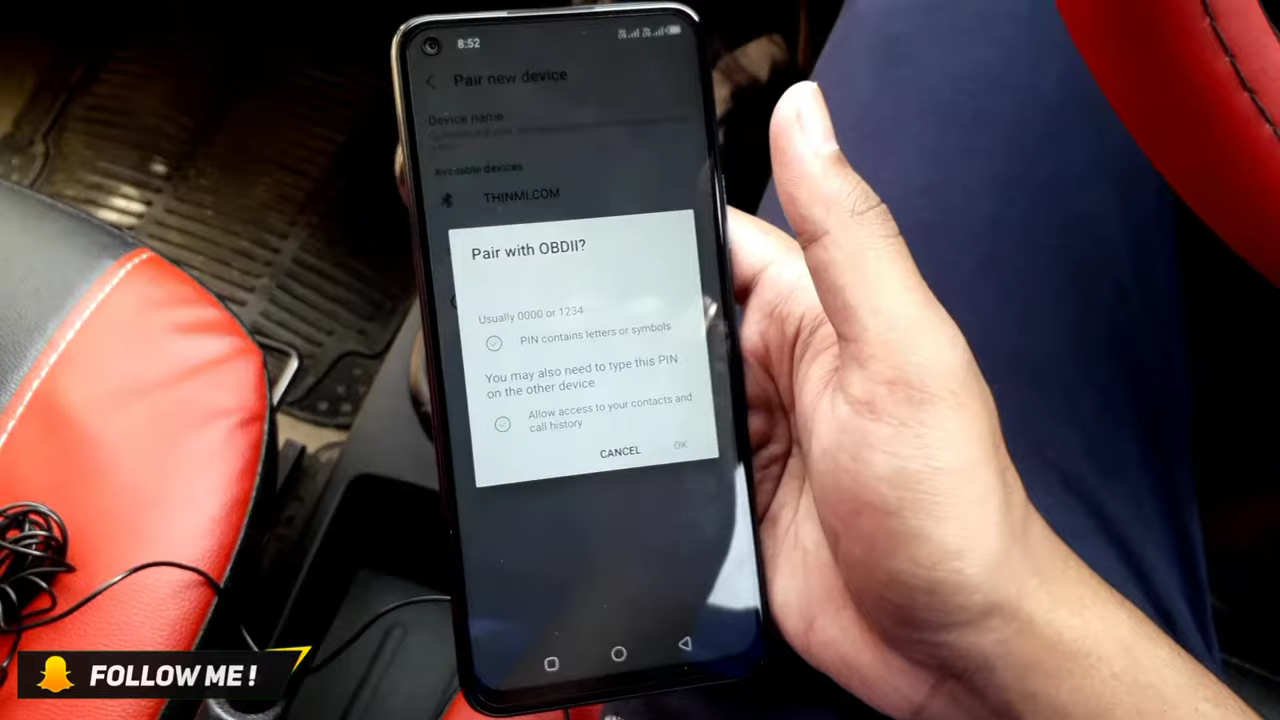 8:52
Pair new device
Device name
Available devices
THINMI.COM
Pair with OBDII?
Usually 0000 or 1234
PIN contains letters or symbols
You may also need to type this PIN
on the other device
Allow access to your contacts and
call history
CANCEL OK
FOLLOW ME!